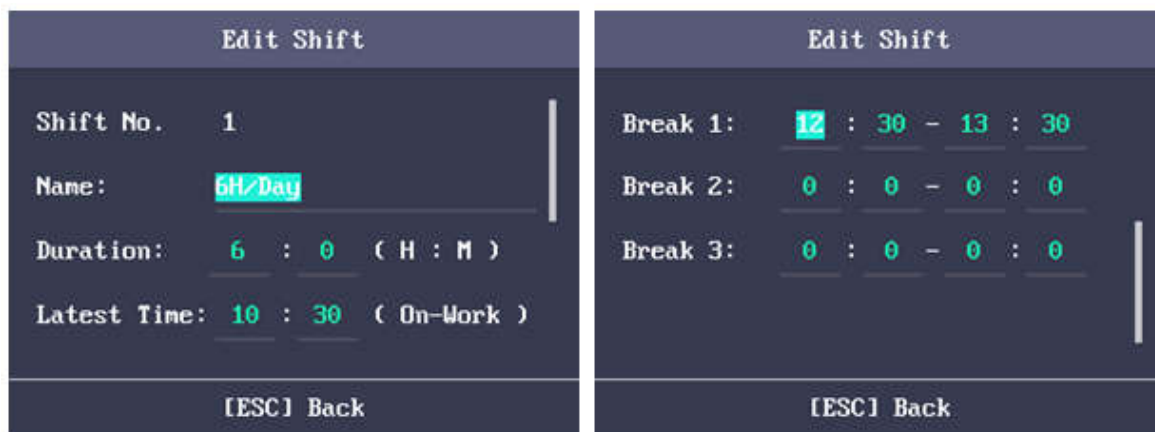 Edit Shift
Shift No. 1
Name: 6H/Day
Duration: 6 : 0 ( H : M )
Latest Time: 10 : 30 ( On-Work )
[ESC] Back
Edit Shift
Break 1: 12 : 30 - 13 : 30
Break 2: 0 : 0 - 0 : 0
Break 3: 0 : 0 - 0 : 0
[ESC] Back